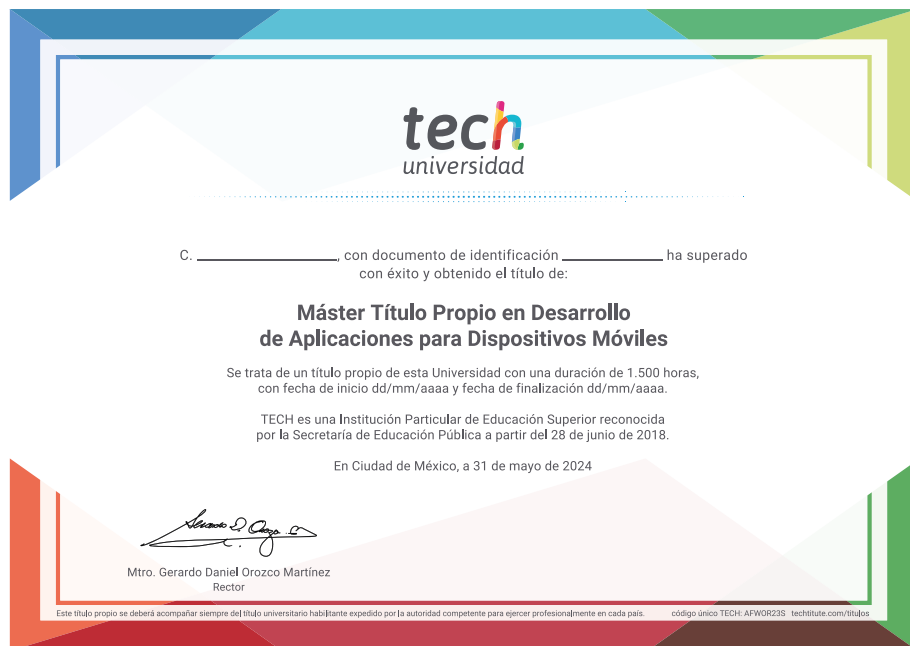 tech
universidad
C. ____________, con documento de identificación ____________ ha superado
con éxito y obtenido el título de:
Máster Título Propio en Desarrollo
de Aplicaciones para Dispositivos Móviles
Se trata de un título propio de esta Universidad con una duración de 1.500 horas,
con fecha de inicio dd/mm/aaaa y fecha de finalización dd/mm/aaaa.
TECH es una Institución Particular de Educación Superior reconocida
por la Secretaría de Educación Pública a partir del 28 de junio de 2018.
En Ciudad de México, a 31 de mayo de 2024
Mtro. Gerardo Daniel Orozco Martínez
Rector
Este título propio se deberá acompañar siempre del título universitario habilitante expedido por la autoridad competente para ejercer profesionalmente en cada país. código único TECH: AFWOR23S techtitute.com/titulos